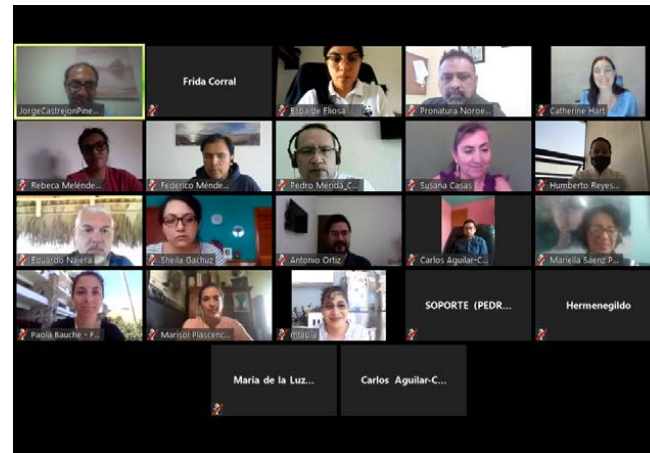 JorgeCastrejonPine...
Frida Corral
Elba de Eliosa
Pronatura Noroe...
Catherine Hart
Rebeca Melénde...
Federico Ménde...
Pedro Mérida_C...
Susana Casas
Humberto Reyes...
Eduardo Nájera
Sheila Gachuz
Antonio Ortiz
Carlos Aguilar-C...
Mariella Sáenz P...
Paola Bauche - F...
Marisol Plascenc...
mtapia
SOPORTE (PEDR...
Hermenegildo
Maria de la Luz...
Carlos Aguilar-C...